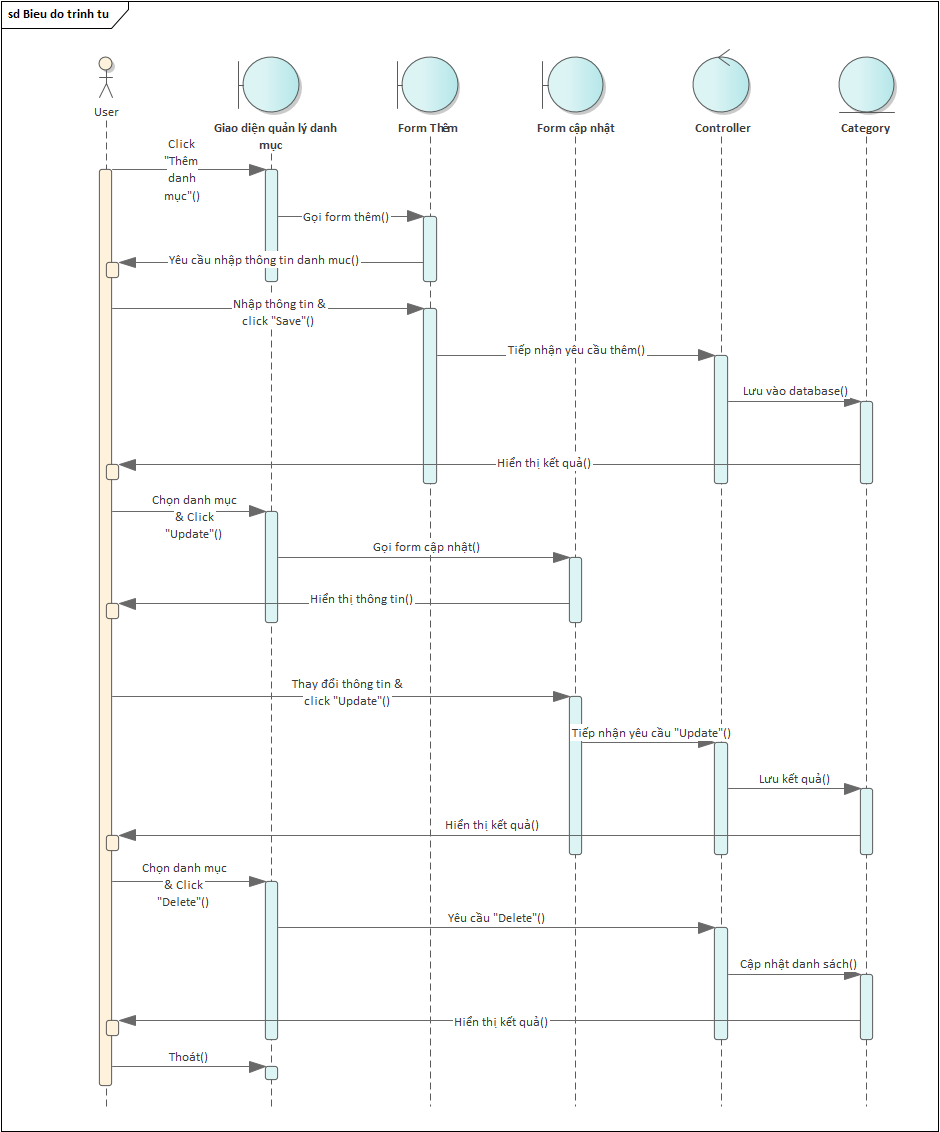 sd Bieu do trinh tu
User
Giao diện quản lý danh
mục
Form Thêm
Form cập nhật
Controller
Category
Click
"Thêm
danh
mục"()
Gọi form thêm()
Yêu cầu nhập thông tin danh muc()
Nhập thông tin &
click "Save"()
Tiếp nhận yêu cầu thêm()
Lưu vào database()
Hiển thị kết quả()
Chọn danh mục
& Click
"Update"()
Gọi form cập nhật()
Hiển thị thông tin()
Thay đổi thông tin &
click "Update"()
Tiếp nhận yêu cầu "Update"()
Lưu kết quả()
Hiển thị kết quả()
Chọn danh mục
& Click
"Delete"()
Yêu cầu "Delete"()
Cập nhật danh sách()
Hiển thị kết quả()
Thoát()